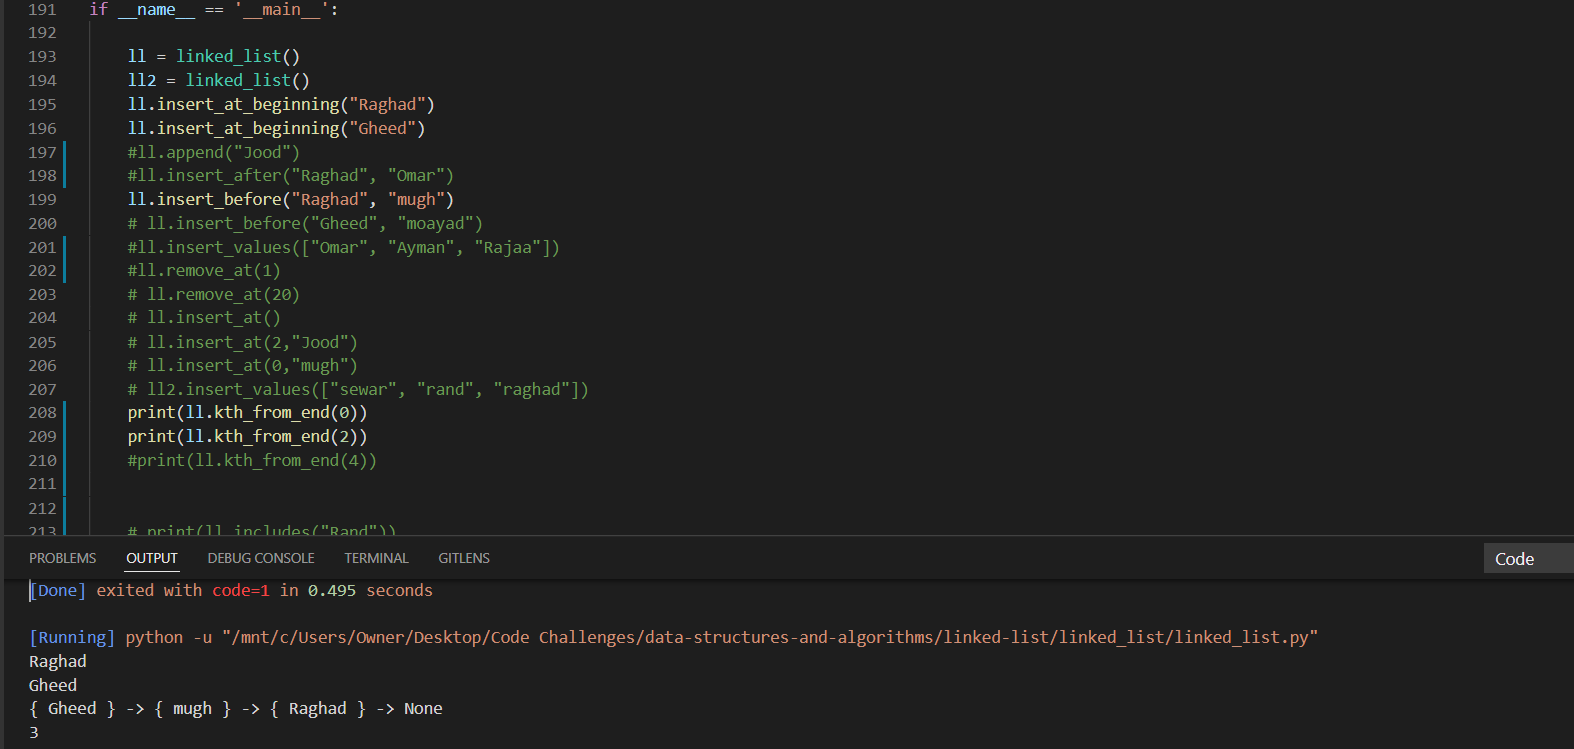 191 if __name__ == '__main__':
192
193 ll = linked_list()
194 ll2 = linked_list()
195 ll.insert_at_beginning("Raghad")
196 ll.insert_at_beginning("Gheed")
197 #ll.append("Jood")
198 #ll.insert_after("Raghad", "Omar")
199 ll.insert_before("Raghad", "mugh")
200 # ll.insert_before("Gheed", "moayad")
201 #ll.insert_values(["Omar", "Ayman", "Rajaa"])
202 #ll.remove_at(1)
203 # ll.remove_at(20)
204 # ll.insert_at()
205 # ll.insert_at(2,"Jood")
206 # ll.insert_at(0,"mugh")
207 # ll2.insert_values(["sewar", "rand", "raghad"])
208 print(ll.kth_from_end(0))
209 print(ll.kth_from_end(2))
210 #print(ll.kth_from_end(4))
211
212
213 # print(ll.includes("Rand"))
PROBLEMS OUTPUT DEBUG CONSOLE TERMINAL GITLENS Code
[Done] exited with code=1 in 0.495 seconds
[Running] python -u "/mnt/c/Users/Owner/Desktop/Code Challenges/data-structures-and-algorithms/linked-list/linked_list/linked_list.py"
Raghad
Gheed
{ Gheed } -> { mugh } -> { Raghad } -> None
3